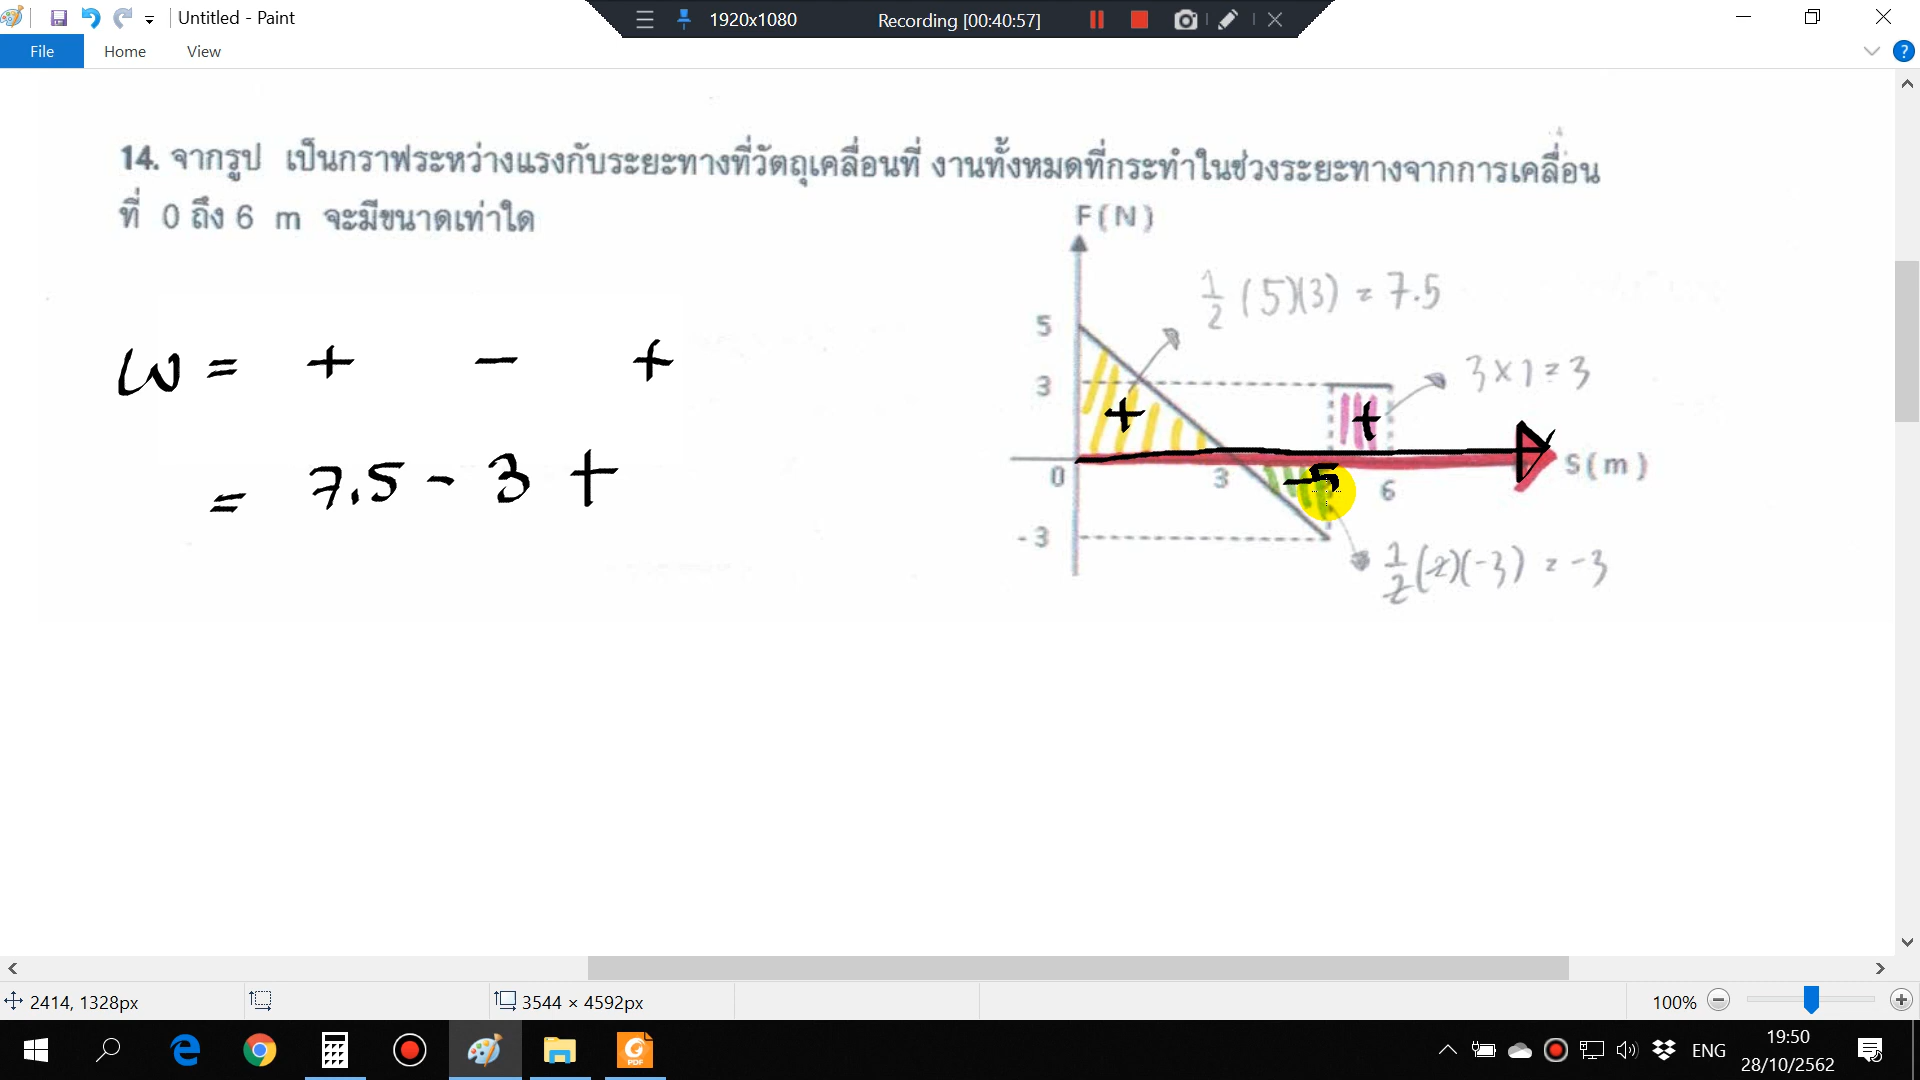 Untitled - Paint
1920x1080
Recording [00:40:57]
File
Home
View
14. จากรูป เป็นกราฟระหว่างแรงกับระยะทางที่วัตถุเคลื่อนที่ งานทั้งหมดที่กระทำในช่วงระยะทางจากการเคลื่อน
ที่ 0 ถึง 6 m จะมีขนาดเท่าใด
F(N)
1/2 (5)(3) = 7.5
5
3
3×1=3
W = + - +
+
+
= 7.5 - 3 +
0
3
5
6
S(m)
-3
1/2 (2)(-3) = -3
2414, 1328px
3544 × 4592px
100%
ENG
19:50
28/10/2562